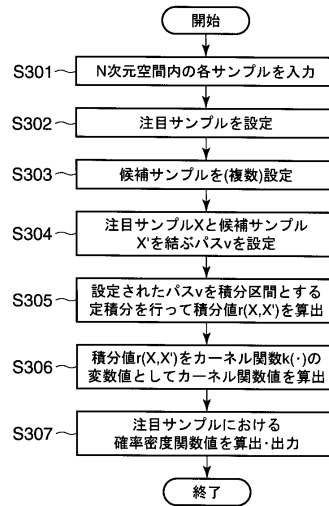 開始
S301 N次元空間内の各サンプルを入力
S302 注目サンプルを設定
S303 候補サンプルを(複数)設定
S304 注目サンプルXと候補サンプル
X'を結ぶパスvを設定
S305 設定されたパスvを積分区間とする
定積分を行って積分値r(X,X')を算出
S306 積分値r(X,X')をカーネル関数k(·)の
変数値としてカーネル関数値を算出
S307 注目サンプルにおける
確率密度関数値を算出·出力
終了